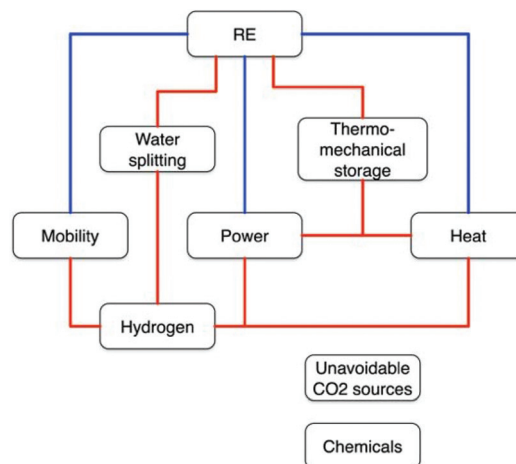 RE
Water
splitting
Thermo-
mechanical
storage
Mobility
Power
Heat
Hydrogen
Unavoidable
CO2 sources
Chemicals